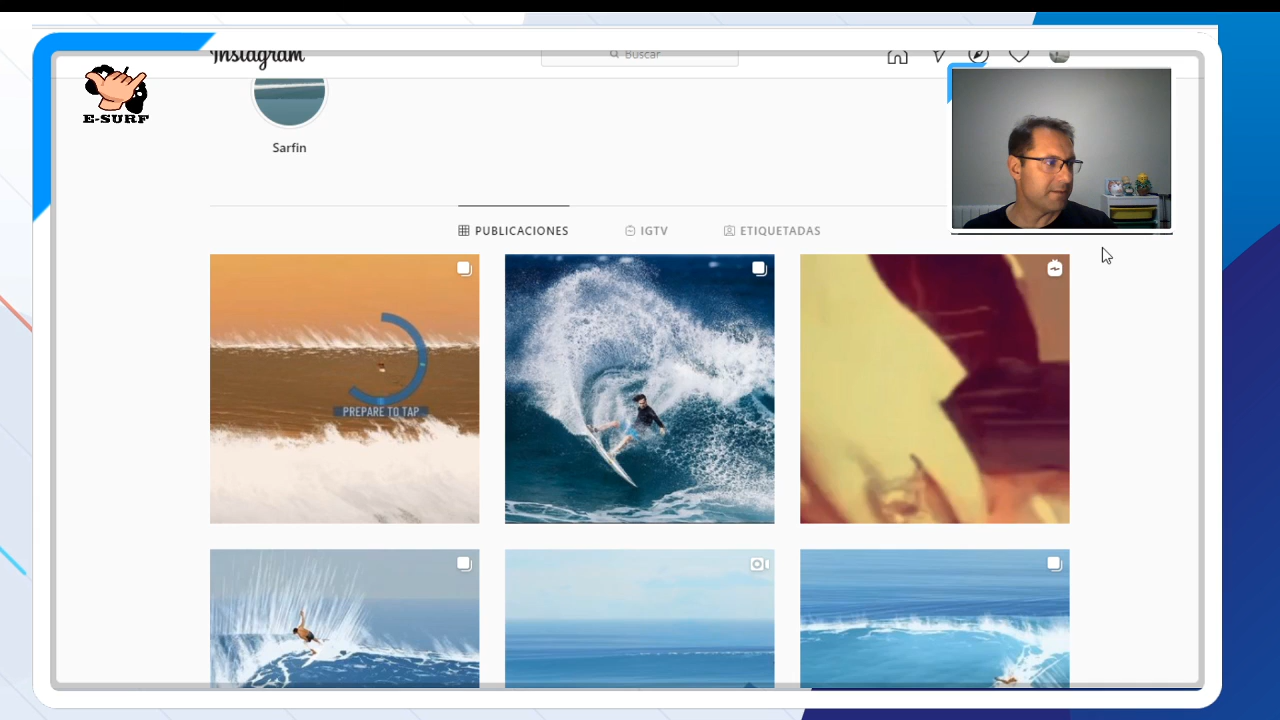 Instagram
Buscar
E-SURF
Sarfin
PUBLICACIONES
IGTV
ETIQUETADAS
PREPARE TO TAP